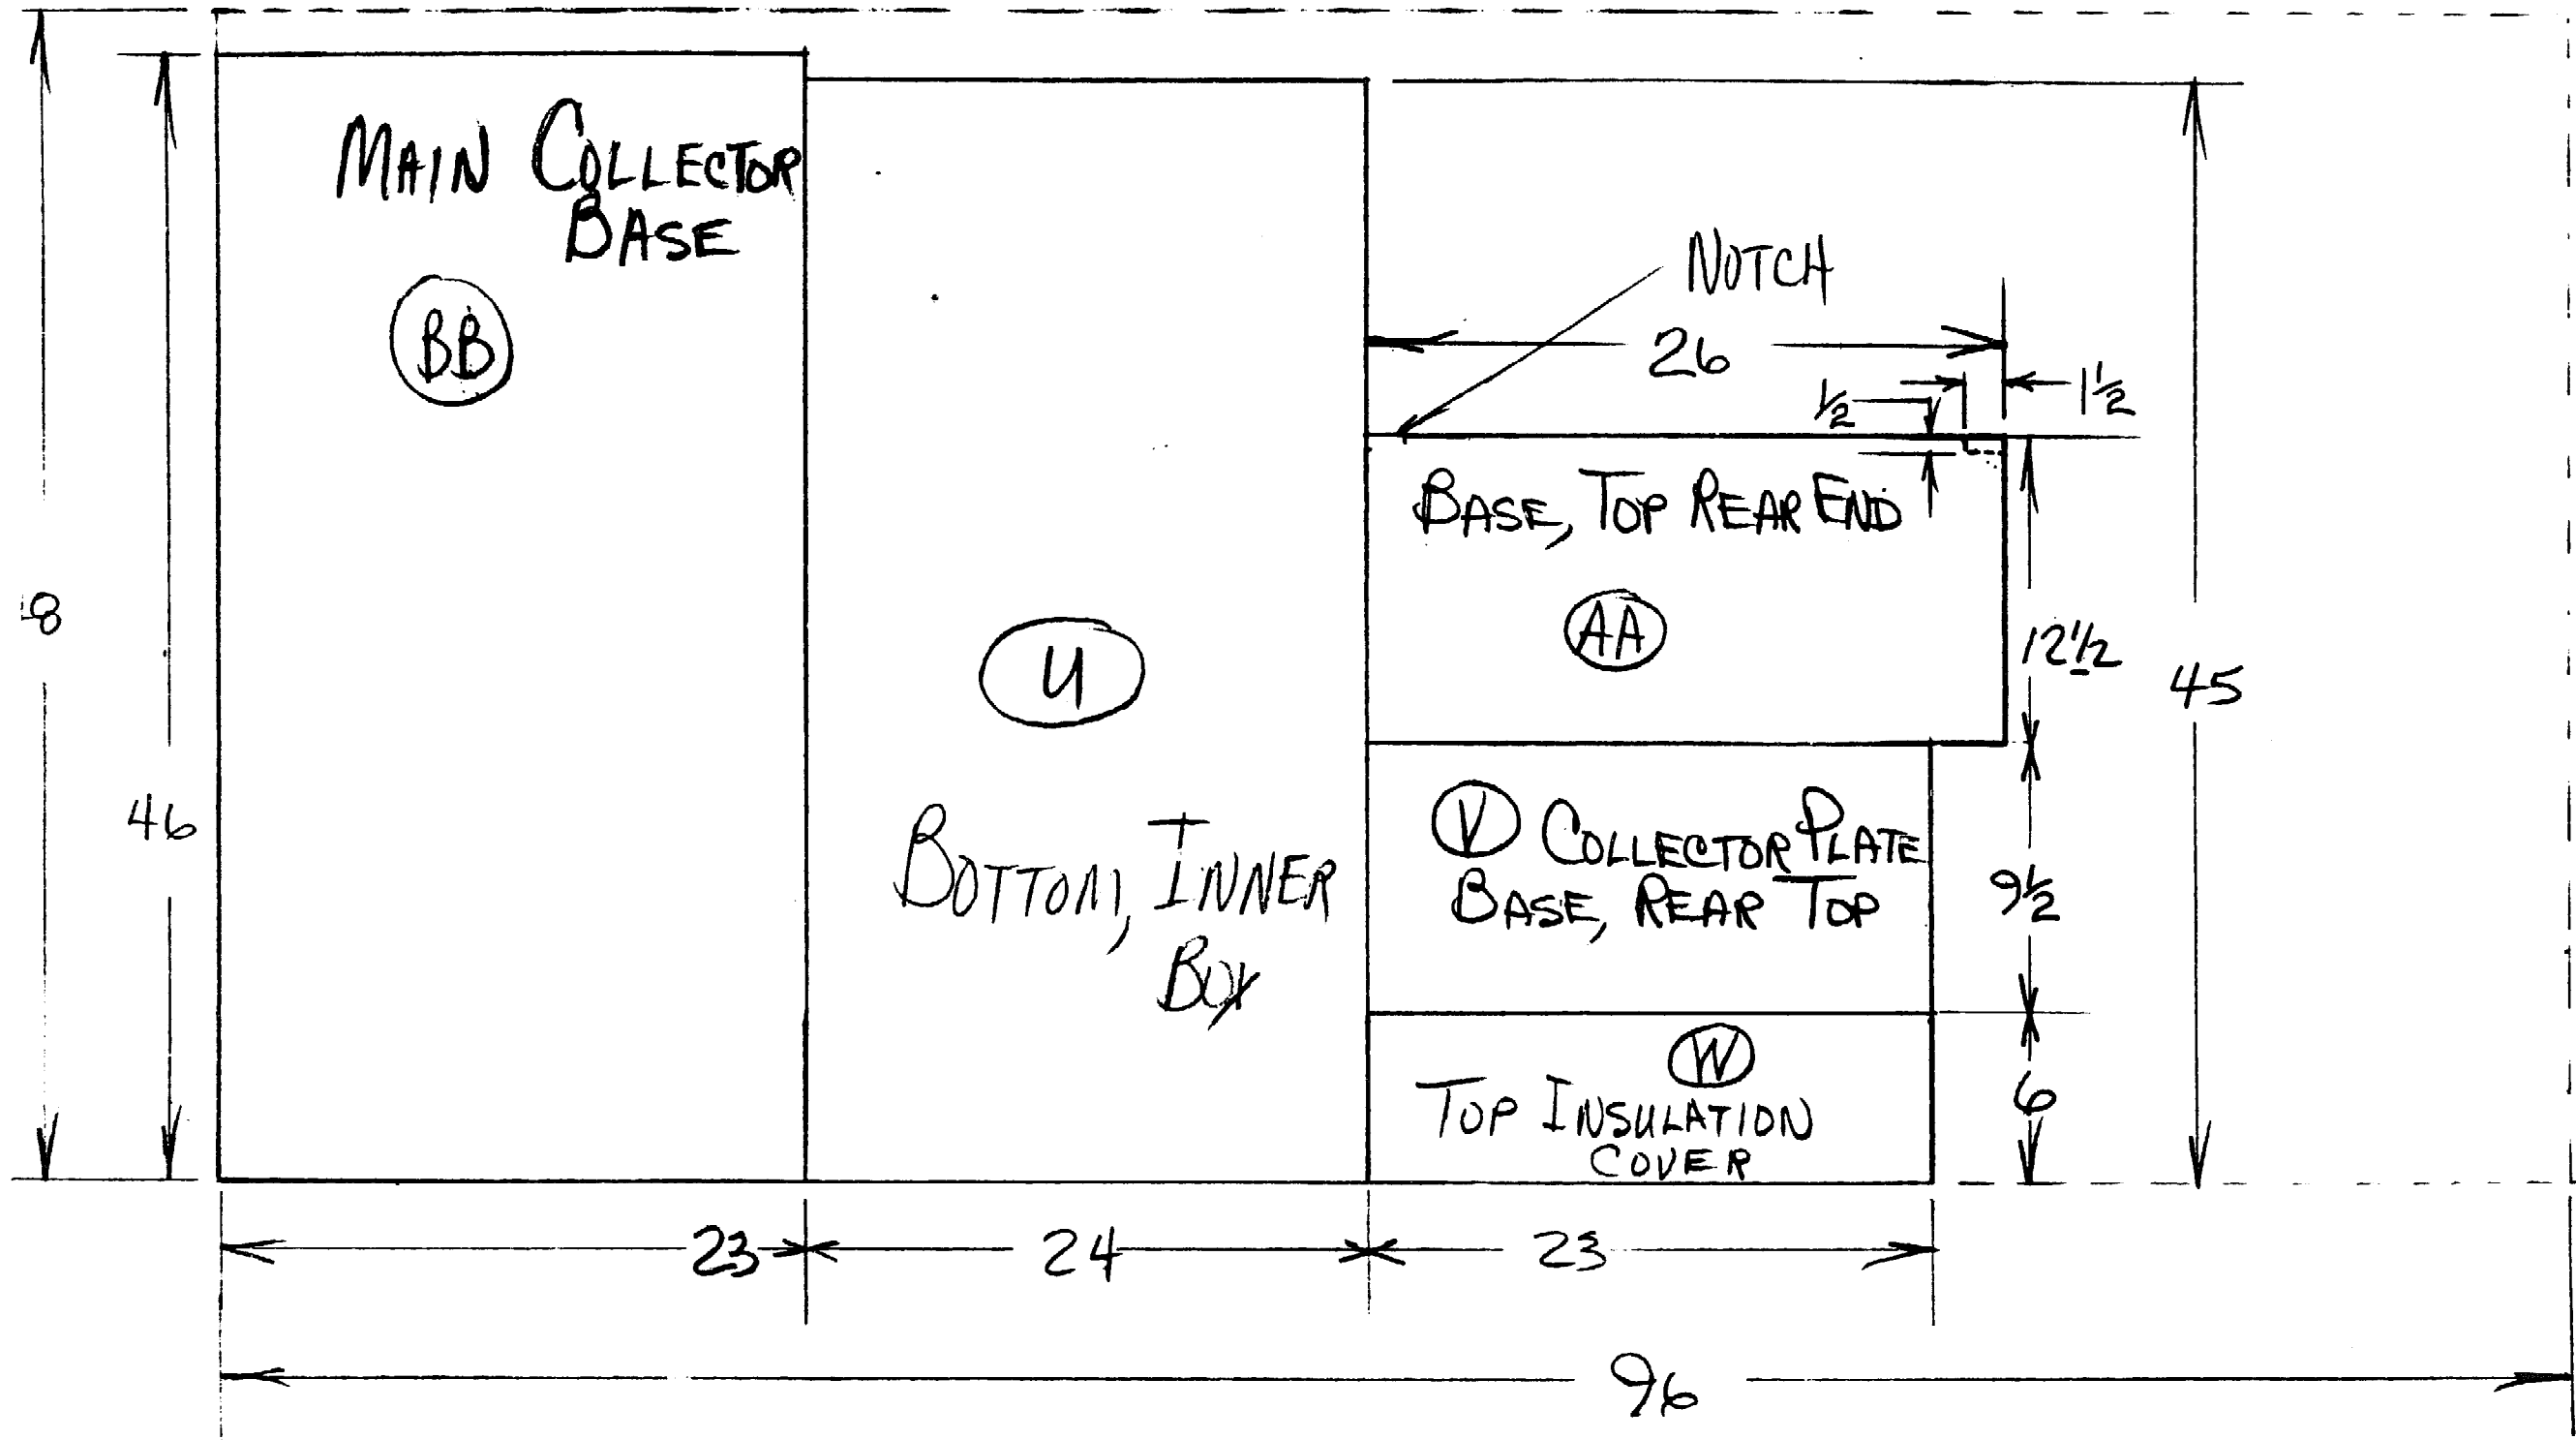 MAIN COLLECTOR
BASE
BB
NOTCH
26
1/2
1 1/2
BASE, TOP REAR END
AA
12 1/2
45
8
46
U
BOTTOM, INNER
BOX
V COLLECTOR PLATE
BASE, REAR TOP
9 1/2
W
TOP INSULATION
COVER
6
23
24
23
96